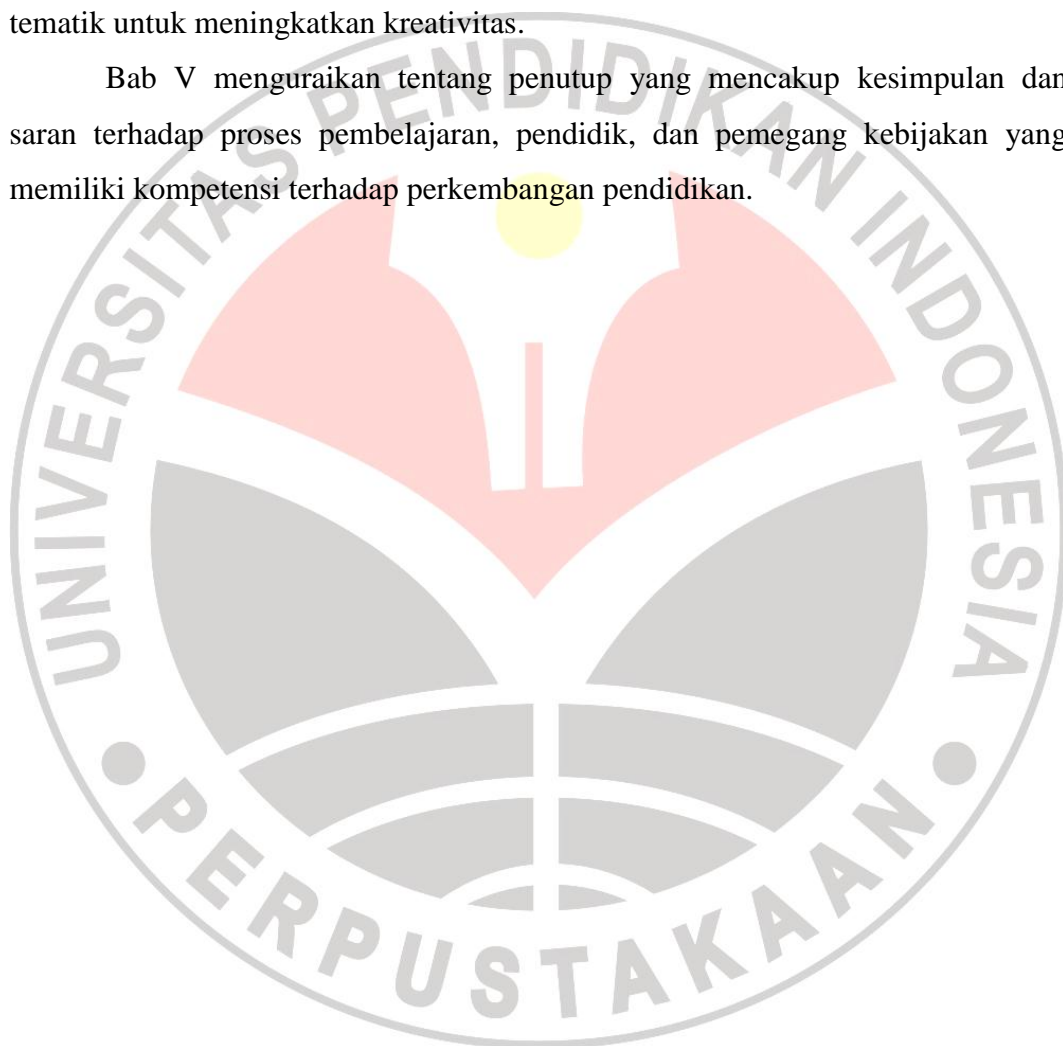 tematik untuk meningkatkan kreativitas.
Bab V menguraikan tentang penutup yang mencakup kesimpulan dan
saran terhadap proses pembelajaran, pendidik, dan pemegang kebijakan yang
memiliki kompetensi terhadap perkembangan pendidikan.
UNIVERSITAS PENDIDIKAN INDONESIA
PERPUSTAKAAN